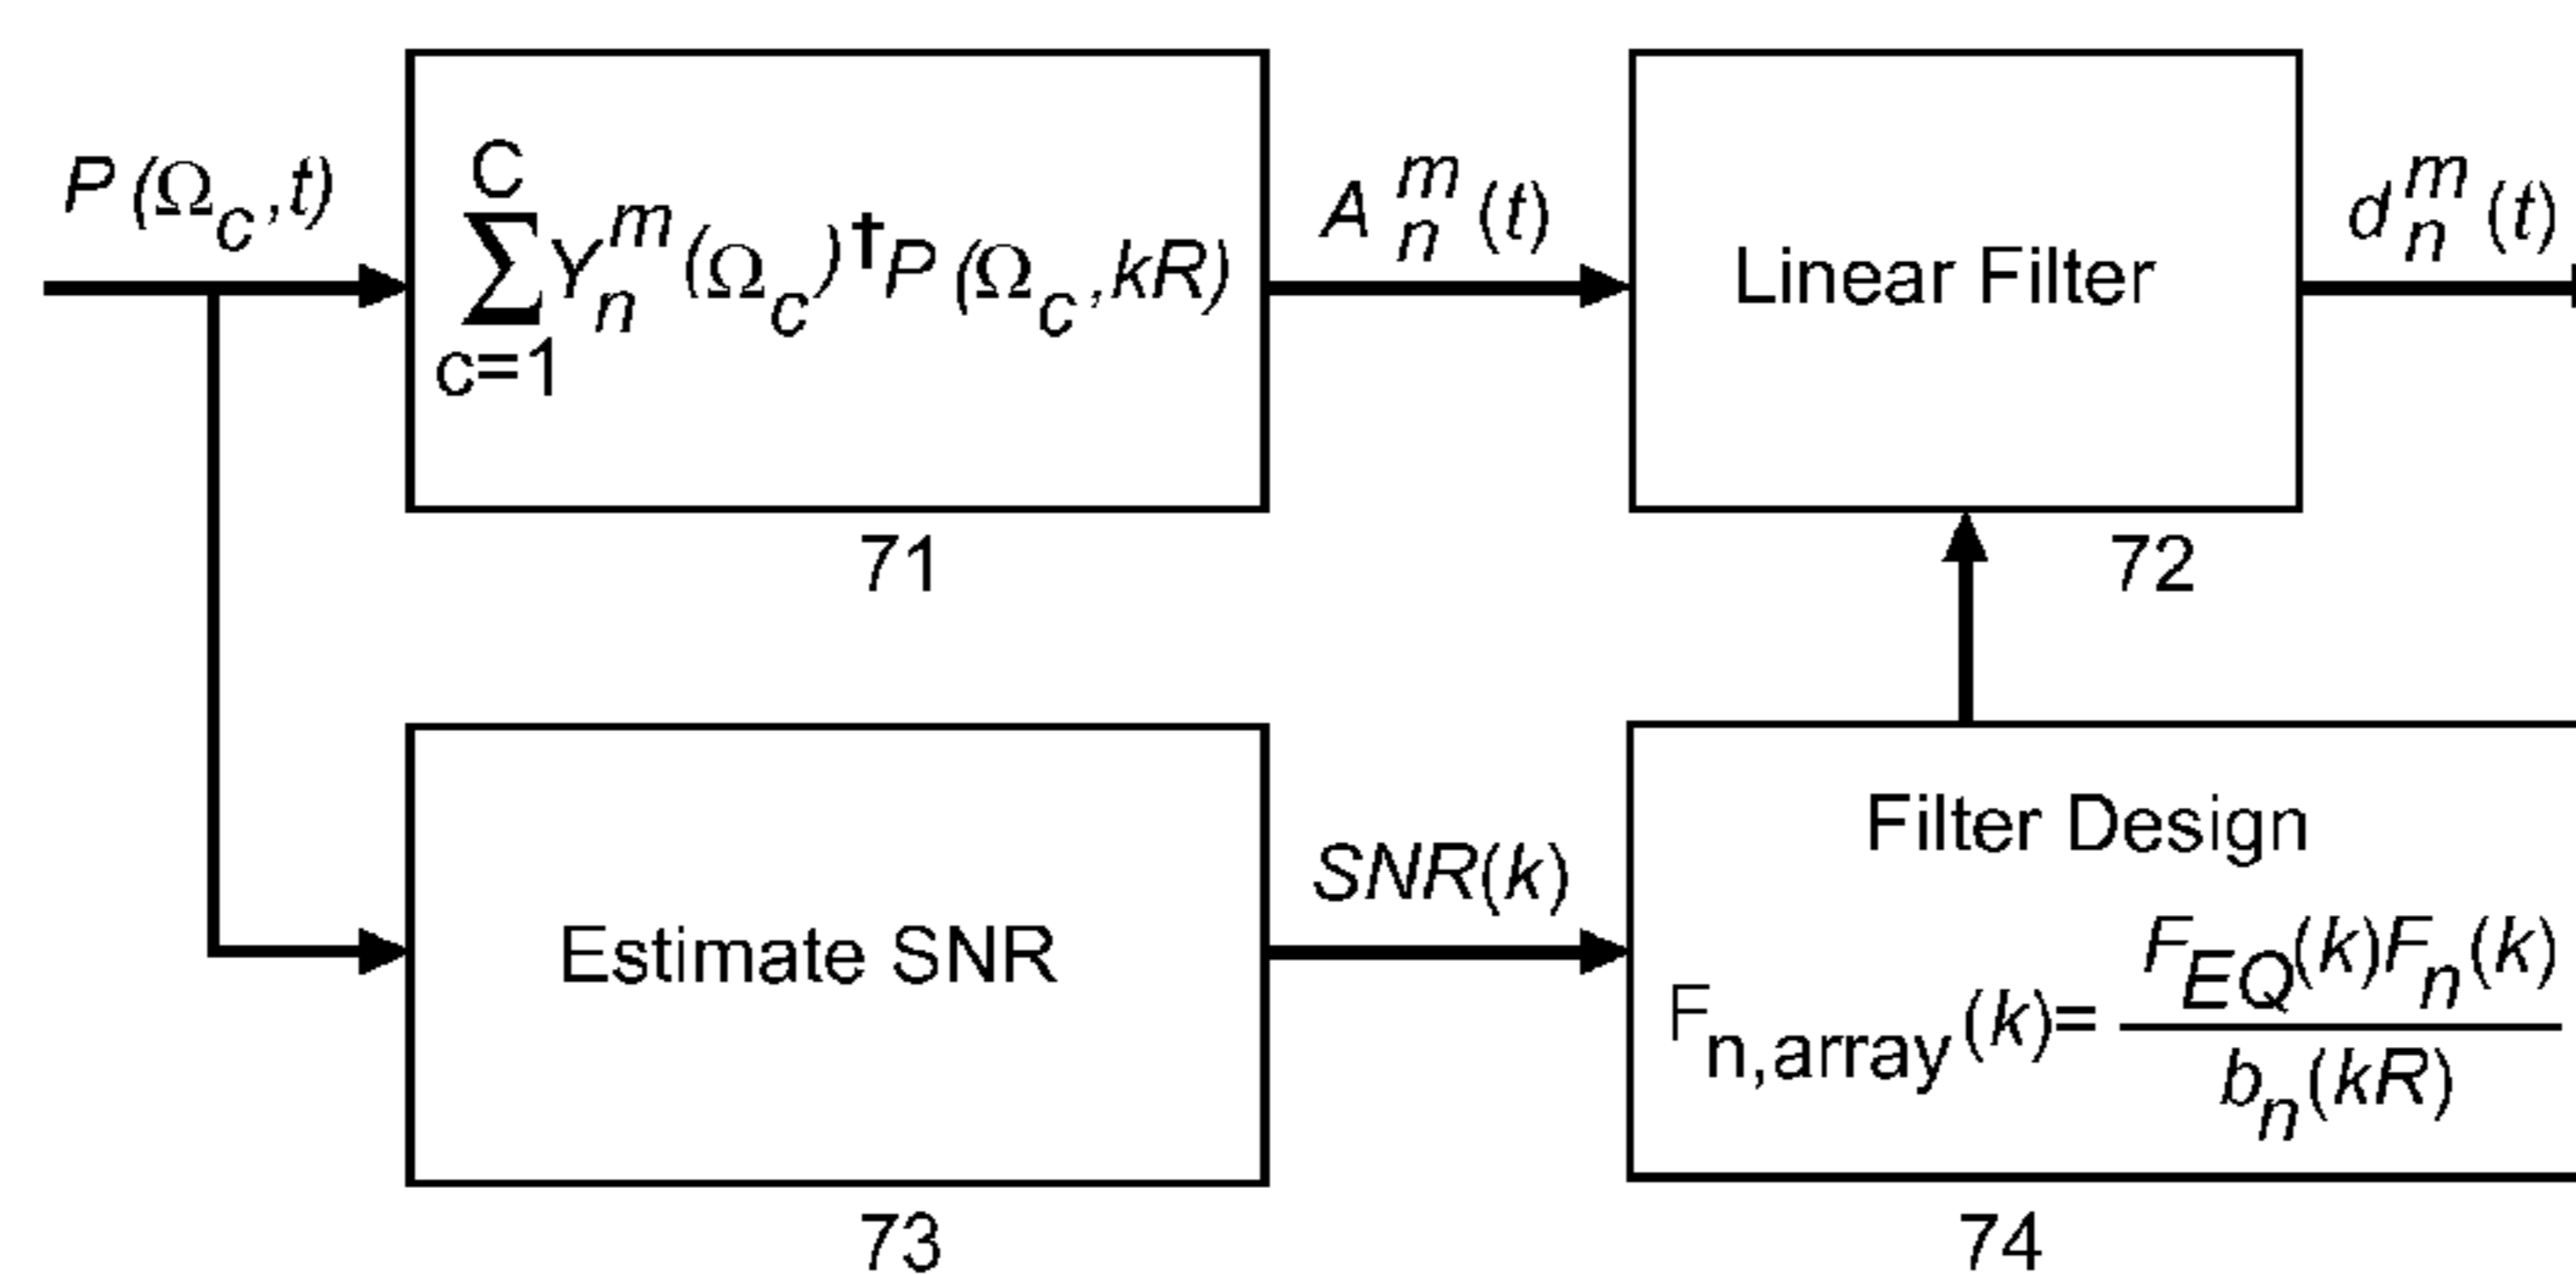 P(Ω_c,t)
C
∑ Y_n^m(Ω_c)†P(Ω_c,kR)
c=1
A_n^m(t)
Linear Filter
d_n^m(t)
71
72
Estimate SNR
SNR(k)
Filter Design
F_n,array(k)= F_EQ(k)F_n(k)
b_n(kR)
73
74